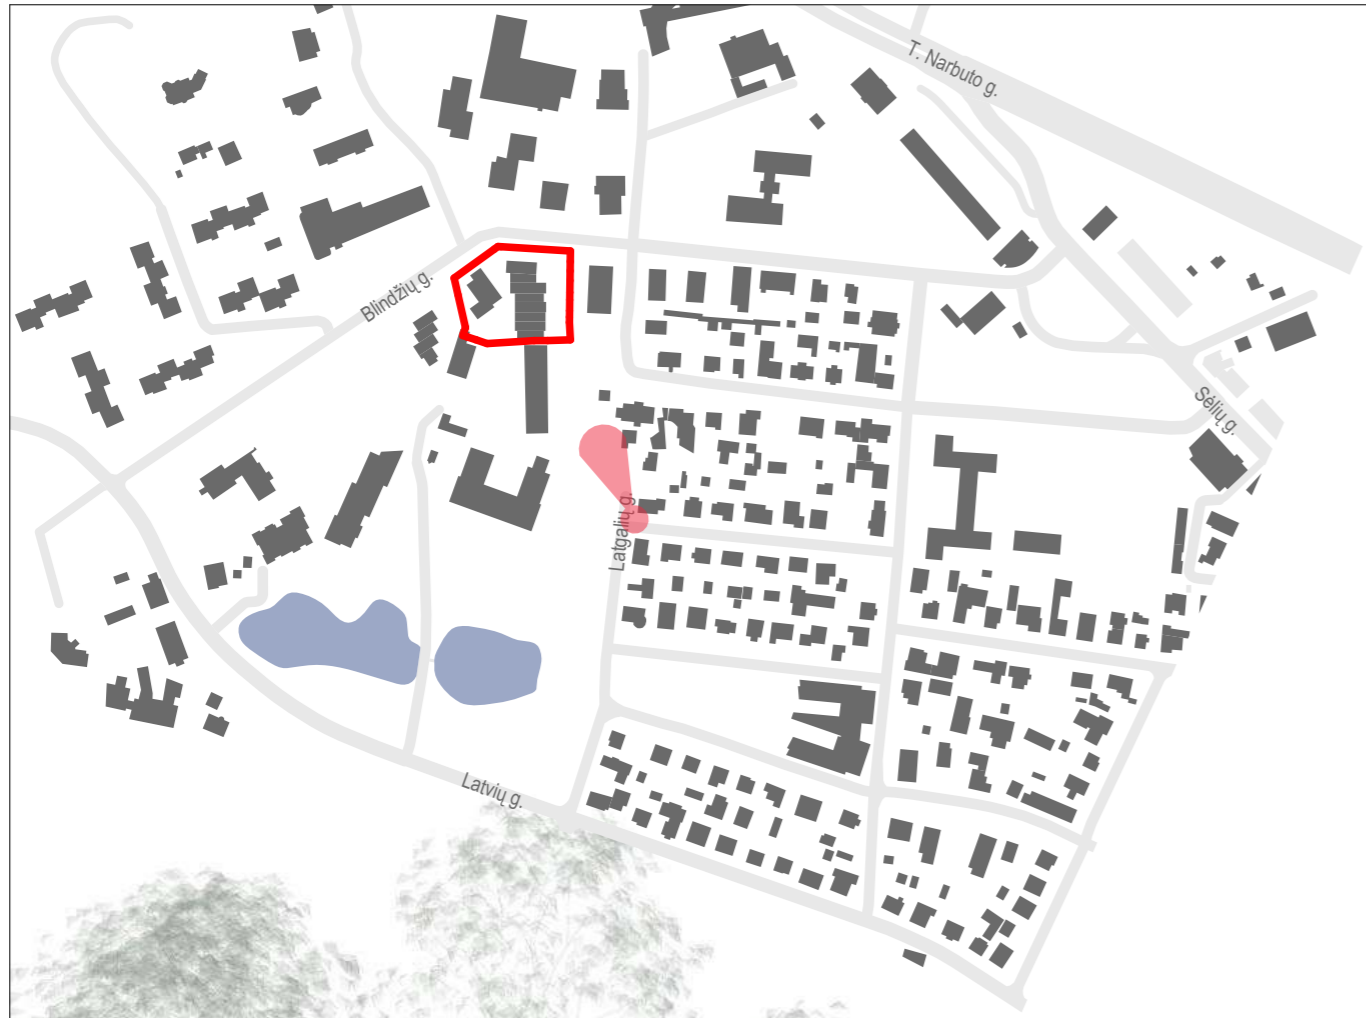 T. Narbuto g.
Blindžių g.
Sėlių g.
Latgalių g.
Latvių g.